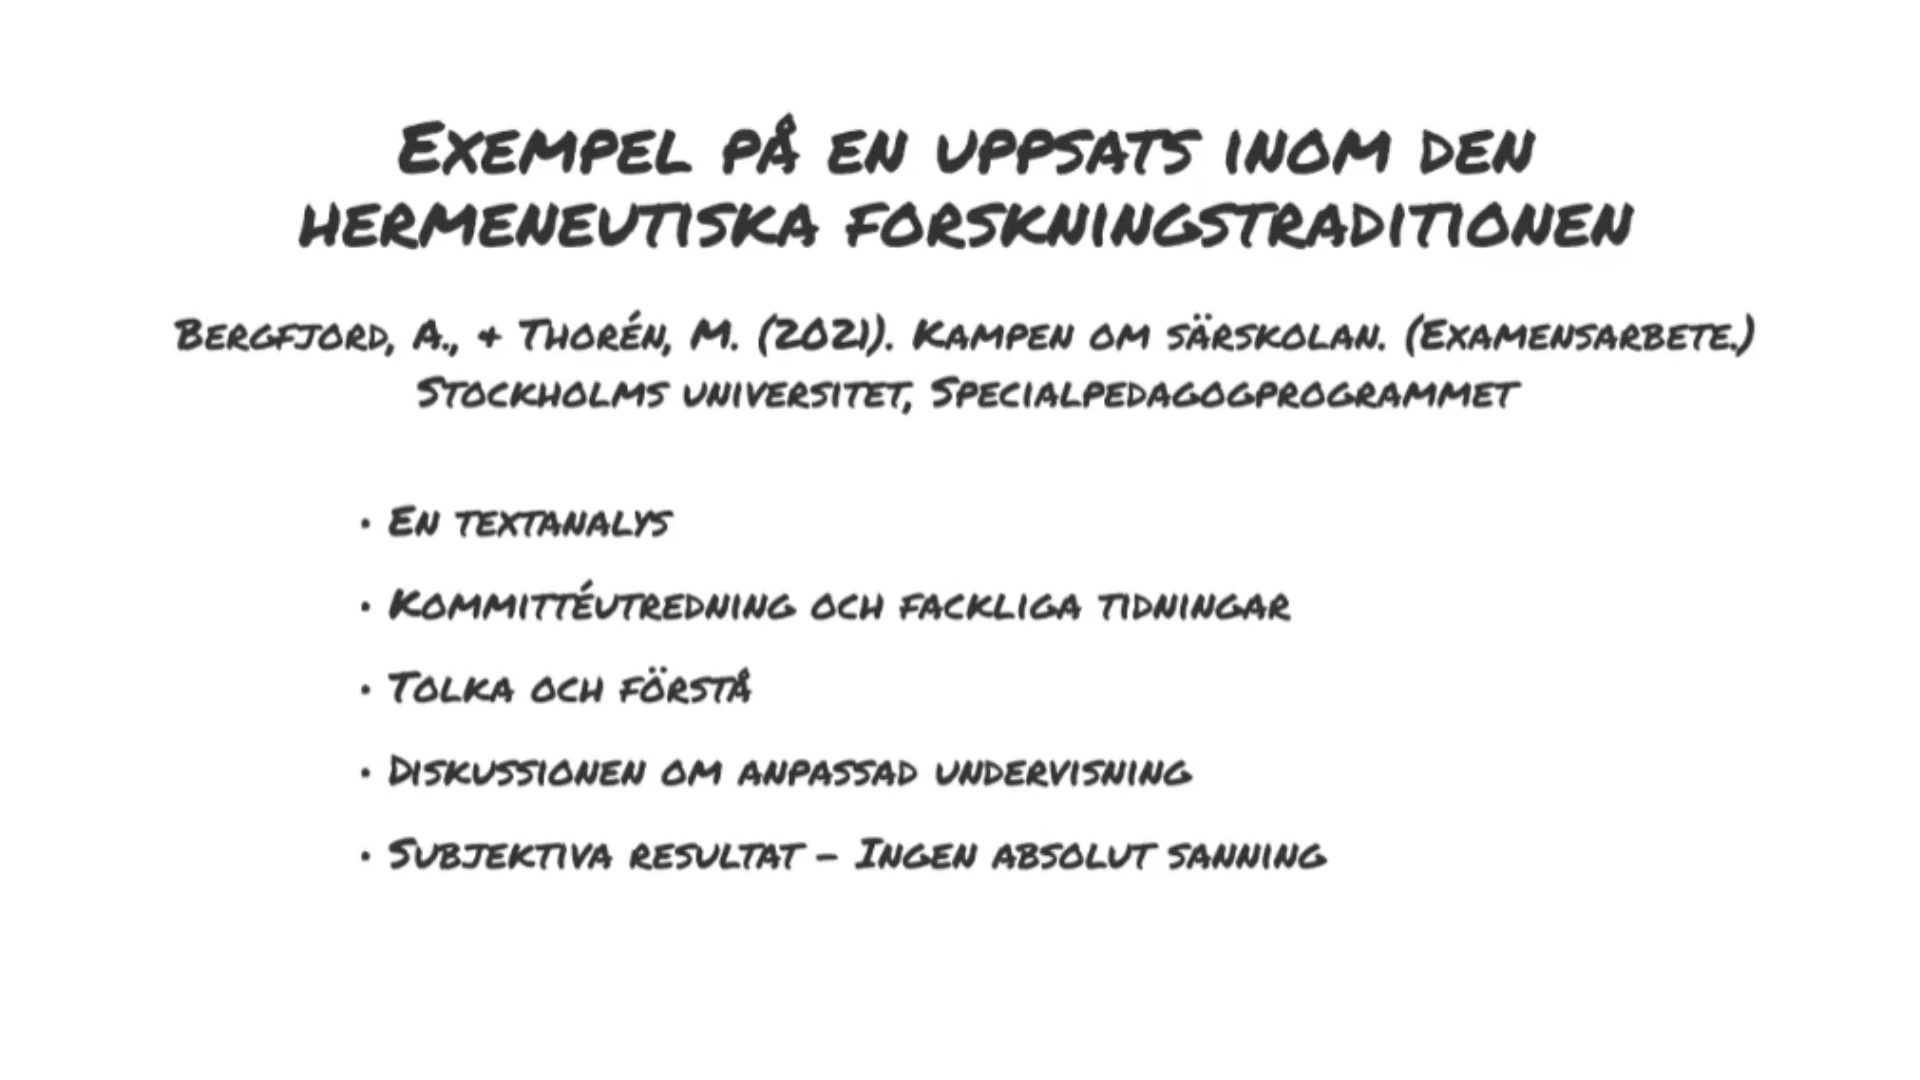 Exempel på en uppsats inom den
hermeneutiska forskningstraditionen
Bergfjord, A., & Thorén, M. (2021). Kampen om särskolan. (Examensarbete.)
Stockholms universitet, Specialpedagogprogrammet
• En textanalys
• Kommittéutredning och fackliga tidningar
• Tolka och förstå
• Diskussionen om anpassad undervisning
• Subjektiva resultat – Ingen absolut sanning